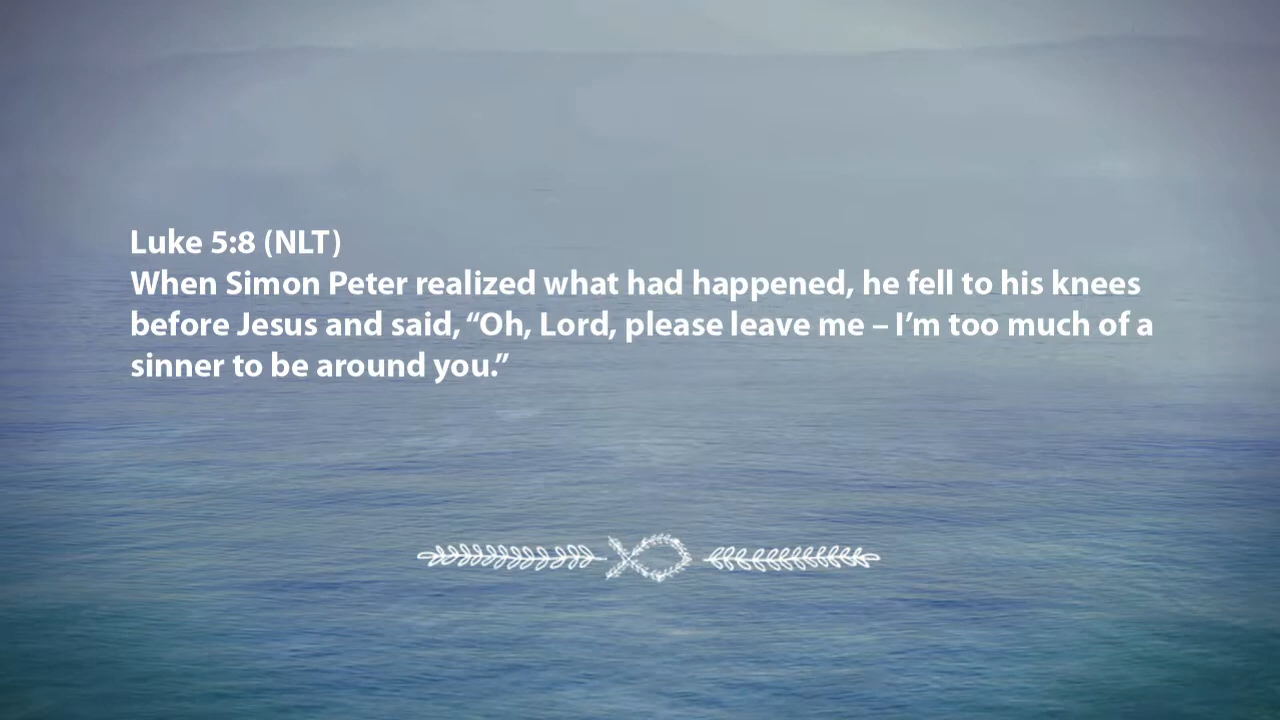 Luke 5:8 (NLT)
When Simon Peter realized what had happened, he fell to his knees
before Jesus and said, “Oh, Lord, please leave me – I’m too much of a
sinner to be around you.”